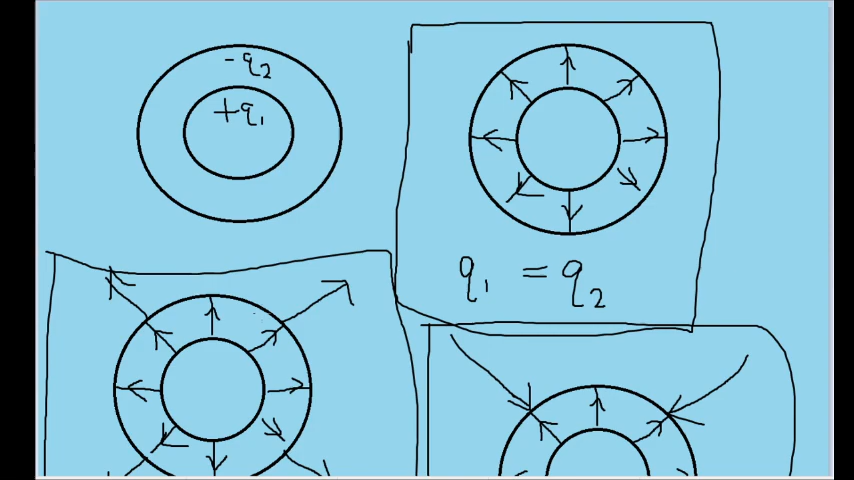 -q₂
+q₁
q₁ = q₂